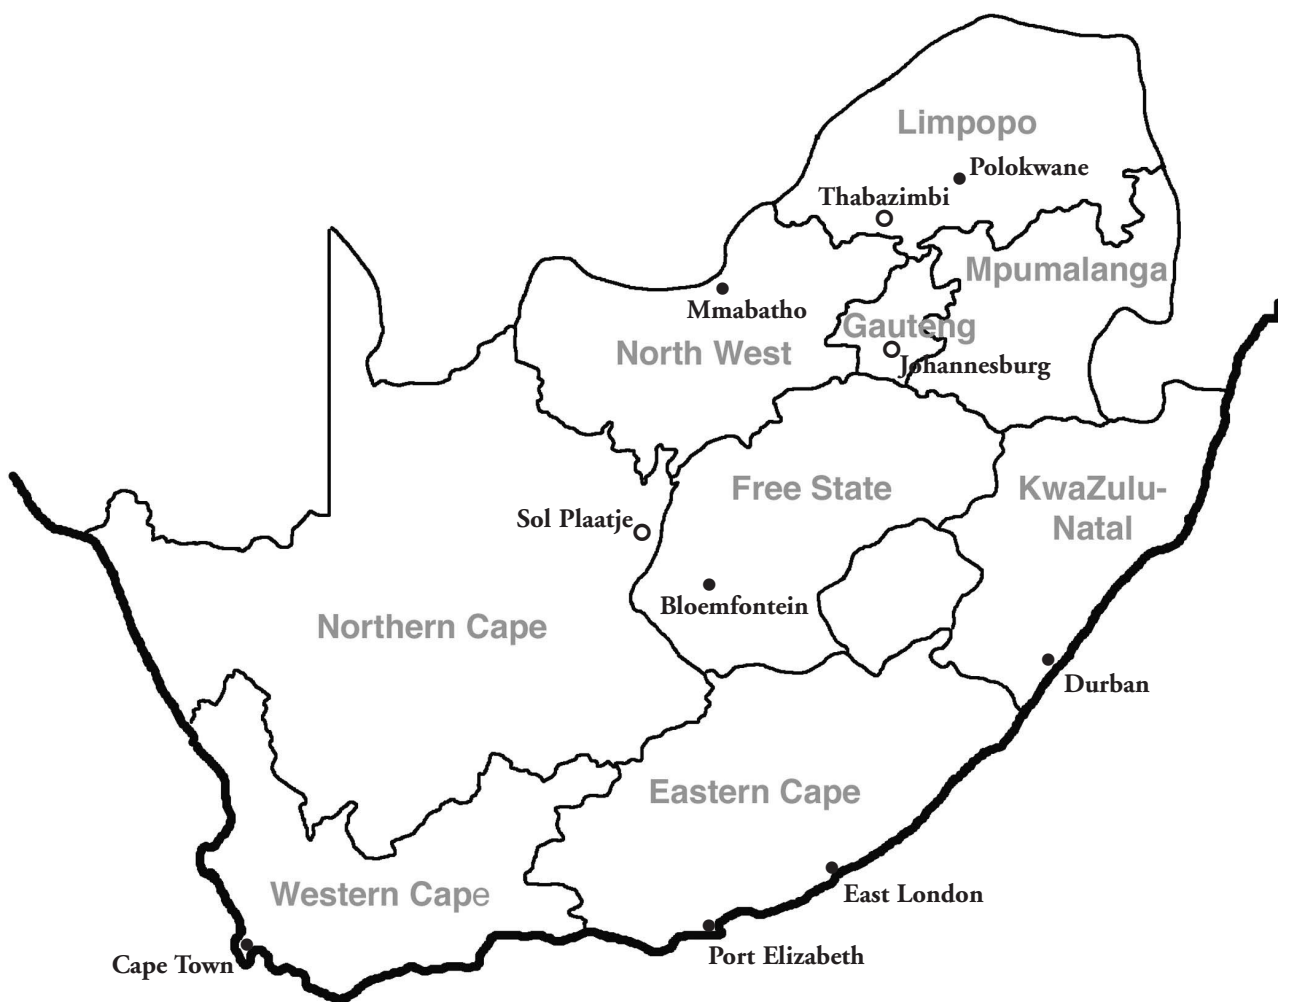 Limpopo
Polokwane
Thabazimbi
Mpumalanga
Mmabatho
Gauteng
North West
Johannesburg
Free State
KwaZulu-
Natal
Sol Plaatje
Bloemfontein
Northern Cape
Durban
Eastern Cape
Western Cape
East London
Port Elizabeth
Cape Town